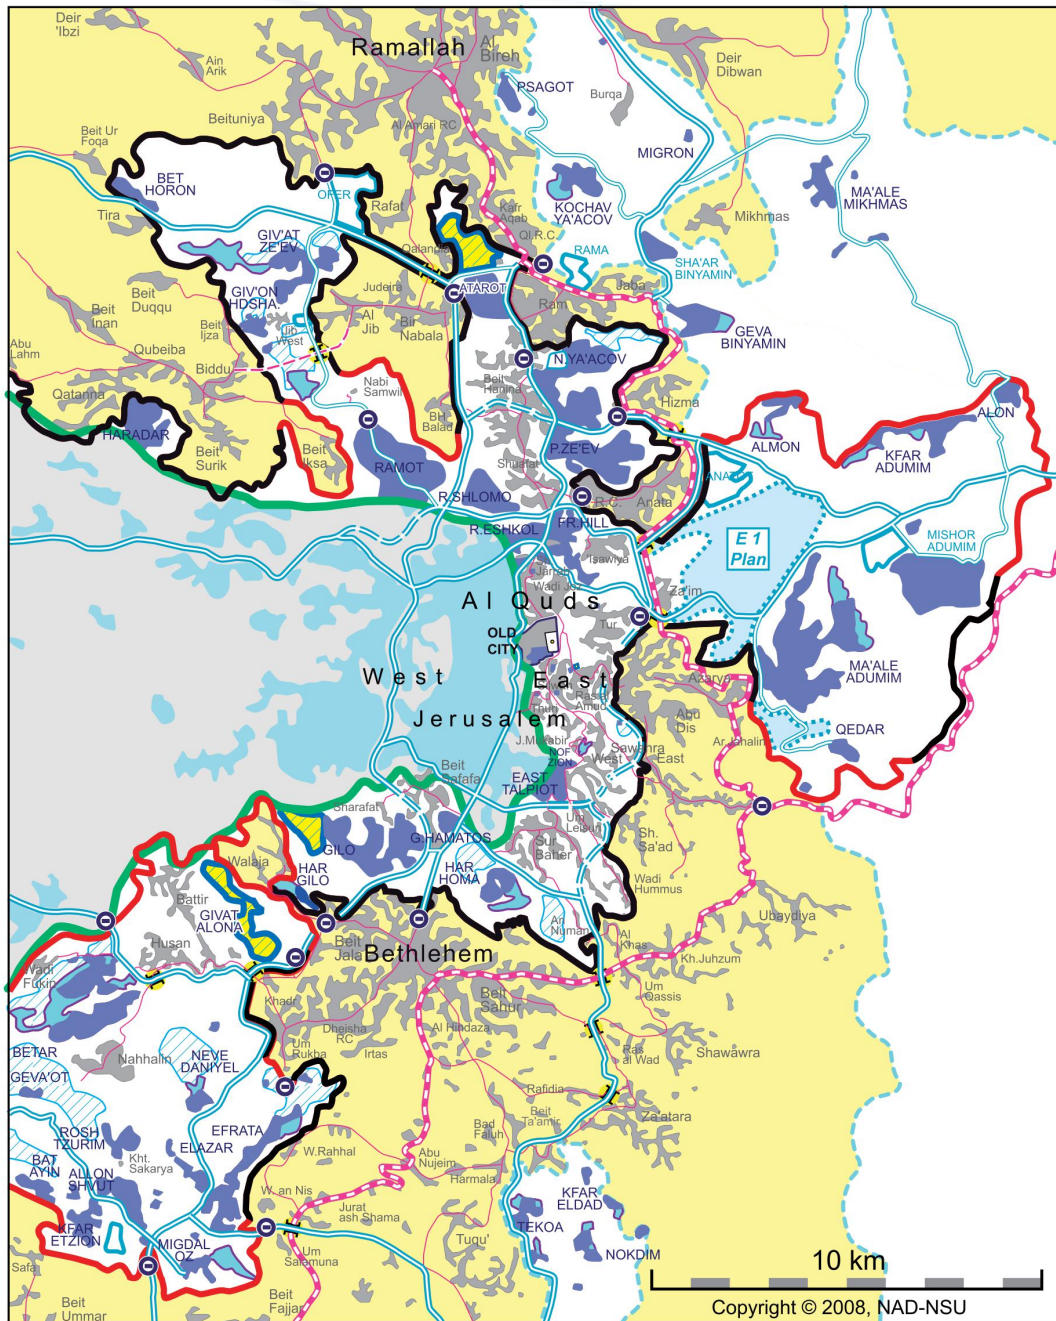 Deir
'Ibzi
Ramallah
Al
Bireh
Ain
Arik
Deir
Dibwan
PSAGOT
Burqa
Beituniya
Al Amari RC
Beit Ur
Foqa
MIGRON
BET
HORON
OFER
Rafat
Kafr
Aqab
KOCHAV
YA'ACOV
MA'ALE
MIKHMAS
Tira
Mikhmas
GIV'AT
ZE'EV
Qalandia
Ql.R.C.
RAMA
SHA'AR
BINYAMIN
Beit
Duqqu
GIV'ON
HDSHA.
Judeira
ATAROT
Jaba
Beit
Inan
Beit
Ijza
Jib
West
Al
Jib
Bir
Nabala
Ram
GEVA
BINYAMIN
Abu
Lahm
Qubeiba
Biddu
N.YA'ACOV
Qatanna
Nabi
Samwil
Beit
Hanina
Hizma
HARADAR
BH
Balad
ALON
Beit
Surik
Beit
Iksa
RAMOT
P.ZE'EV
ALMON
KFAR
ADUMIM
Shuafat
R.SHLOMO
R.C.
Anata
ANATA
R.ESHKOL
FR.HILL
E 1
Plan
MISHOR
ADUMIM
Isawiya
Sh.
Jarrah
Wadi Joz
Za'im
Al Quds
Tur
OLD
CITY
MA'ALE
ADUMIM
West
East
Silwan
Ras al
Amud
Azarya
Jerusalem
Thuri
Abu
Dis
QEDAR
J.Mukabir
NOF
ZION
Sawahra
West
East
Ar.Jahalin
Beit
Safafa
EAST
TALPIOT
Sharafat
Um
Leisun
G.HAMATOS
GILO
Sur
Baher
Sh.
Sa'ad
Walaja
HAR
GILO
HAR
HOMA
Wadi
Hummus
Battir
GIVAT
ALON'A
Ubaydiya
An
Numan
Husan
Beit
Jala
Bethlehem
Al
Khas
Kh.Juhzum
Wadi
Fukin
Khadr
Beit
Sahur
Um
Qassis
Dheisha
RC
Al Hindaza
BETAR
Nahhalin
NEVE
DANIYEL
Um
Rukba
Irtas
Ras
al Wad
Shawawra
GEVA'OT
Rafidia
Beit
Ta'amir
Za'atara
ROSH
TZURIM
EFRATA
Bad
Faluh
BAT
AYIN
ALLON
SHVUT
Kht.
Sakarya
ELAZAR
W.Rahhal
Abu
Nujeim
Harmala
W. an Nis
KFAR
ELDAD
KFAR
ETZION
Jurat
ash Shama
TEKOA
MIGDAL
OZ
Tuqu'
NOKDIM
Safa
Um
Salamuna
10 km
Beit
Ummar
Beit
Fajjar
Copyright © 2008, NAD-NSU